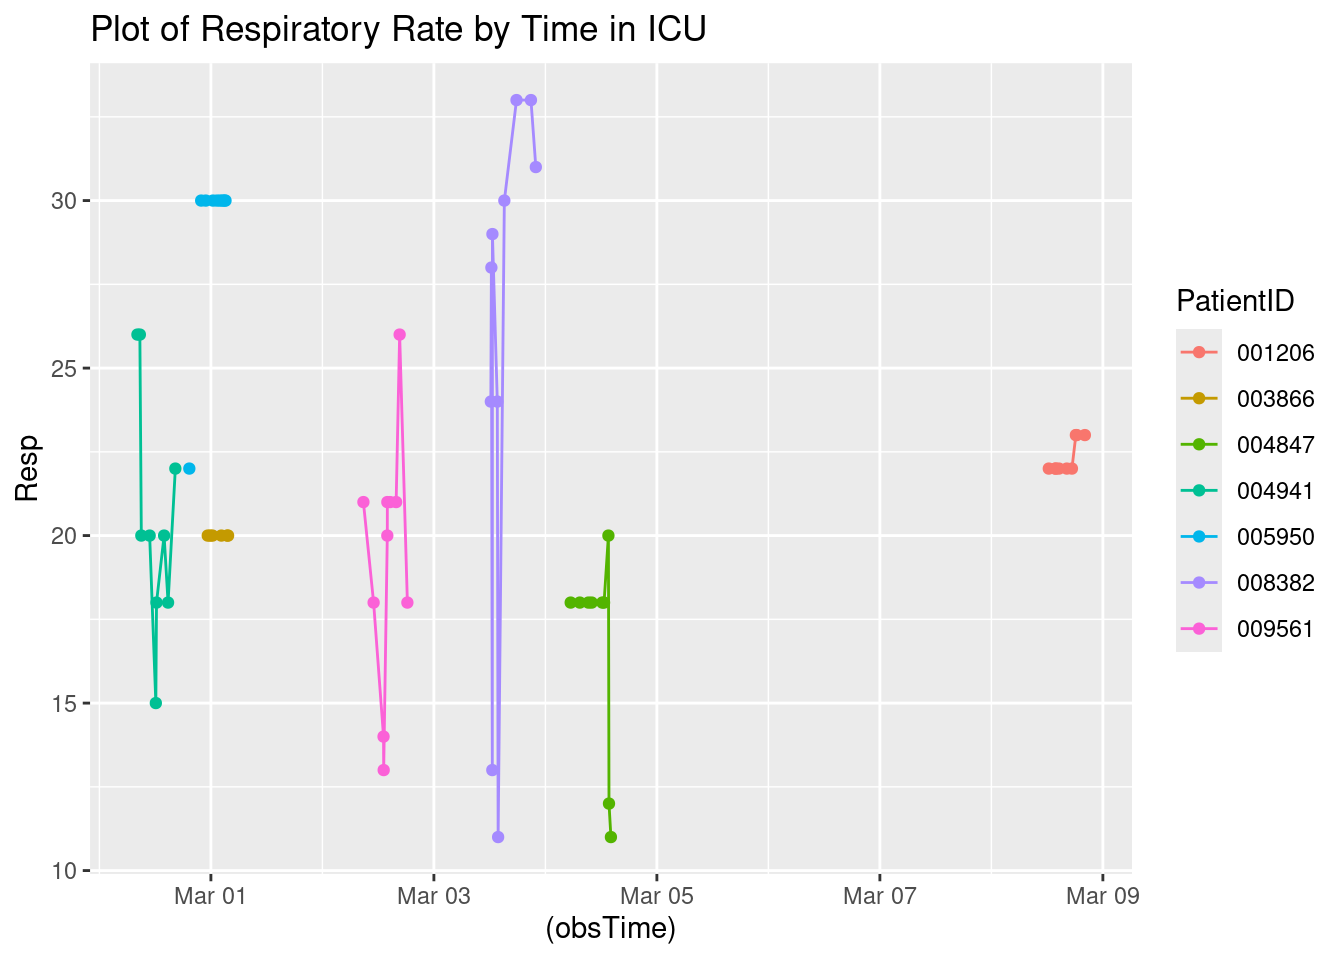 Plot of Respiratory Rate by Time in ICU
30
25
20
15
10
Resp
Mar 01
Mar 03
Mar 05
Mar 07
Mar 09
(obsTime)
PatientID
001206
003866
004847
004941
005950
008382
009561